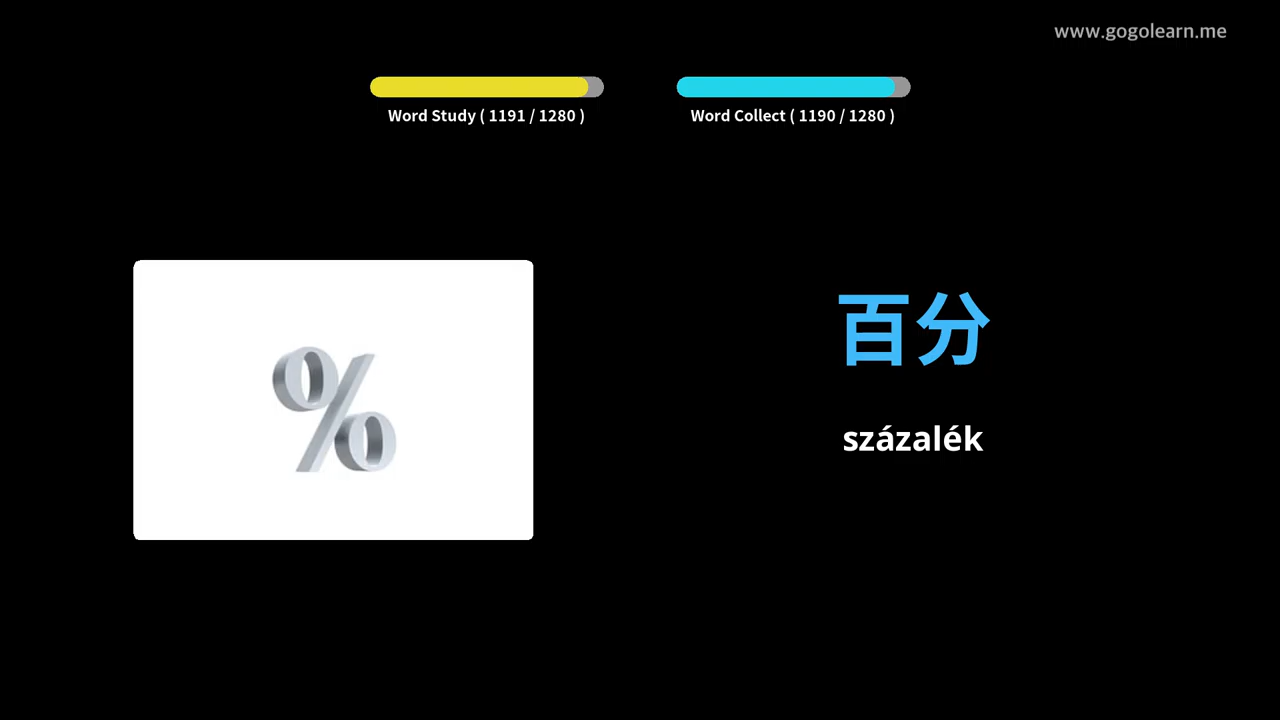 www.gogolearn.me
Word Study ( 1191 / 1280 )
Word Collect ( 1190 / 1280 )
%
百分
százalék